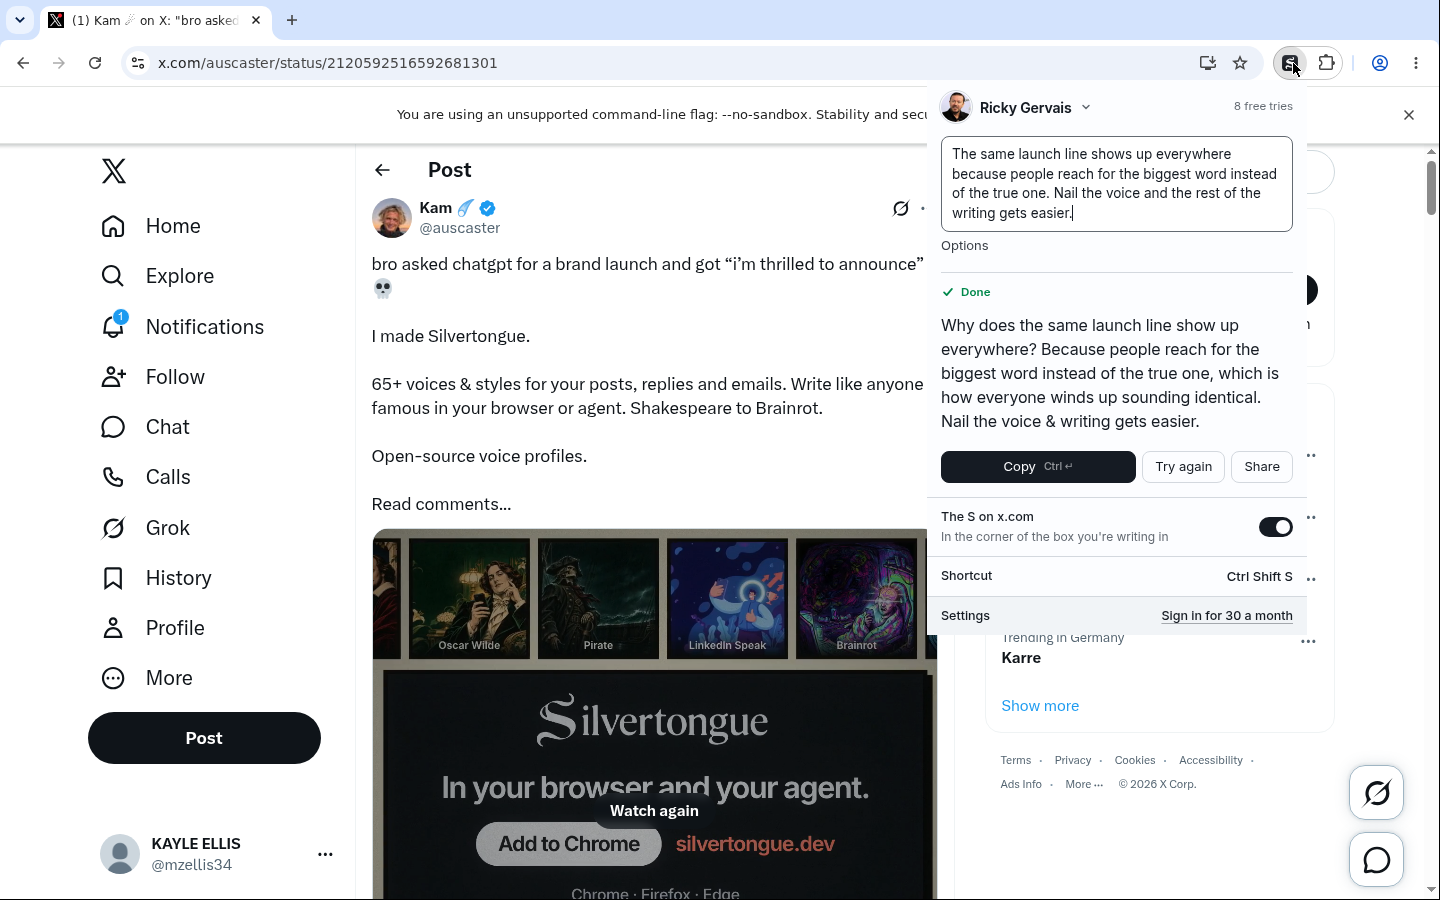 (1) Kam on X: "bro asked
x.com/auscaster/status/2120592516592681301
You are using an unsupported command-line flag: --no-sandbox. Stability and
Post
Kam
@auscaster
bro asked chatgpt for a brand launch and got “i’m thrilled to announce”
💀
I made Silvertongue.
65+ voices & styles for your posts, replies and emails. Write like anyone
famous in your browser or agent. Shakespeare to Brainrot.
Open-source voice profiles.
Read comments...
Oscar Wilde
Pirate
LinkedIn Speak
Brainrot
Silvertongue
In your browser and your agent.
Watch again
Add to Chrome
silvertongue.dev
Chrome · Firefox · Edge
1
Home
Explore
Notifications
Follow
Chat
Calls
Grok
History
Profile
More
Post
KAYLE ELLIS
@mzellis34
Ricky Gervais
8 free tries
The same launch line shows up everywhere
because people reach for the biggest word instead
of the true one. Nail the voice and the rest of the
writing gets easier.
Options
Done
Why does the same launch line show up
everywhere? Because people reach for the
biggest word instead of the true one, which is
how everyone winds up sounding identical.
Nail the voice & writing gets easier.
Copy Ctrl ↵
Try again
Share
The S on x.com
In the corner of the box you're writing in
Shortcut
Ctrl Shift S
Settings
Sign in for 30 a month
Trending in Germany
Karre
Show more
Terms · Privacy · Cookies · Accessibility ·
Ads Info · More ··· © 2026 X Corp.